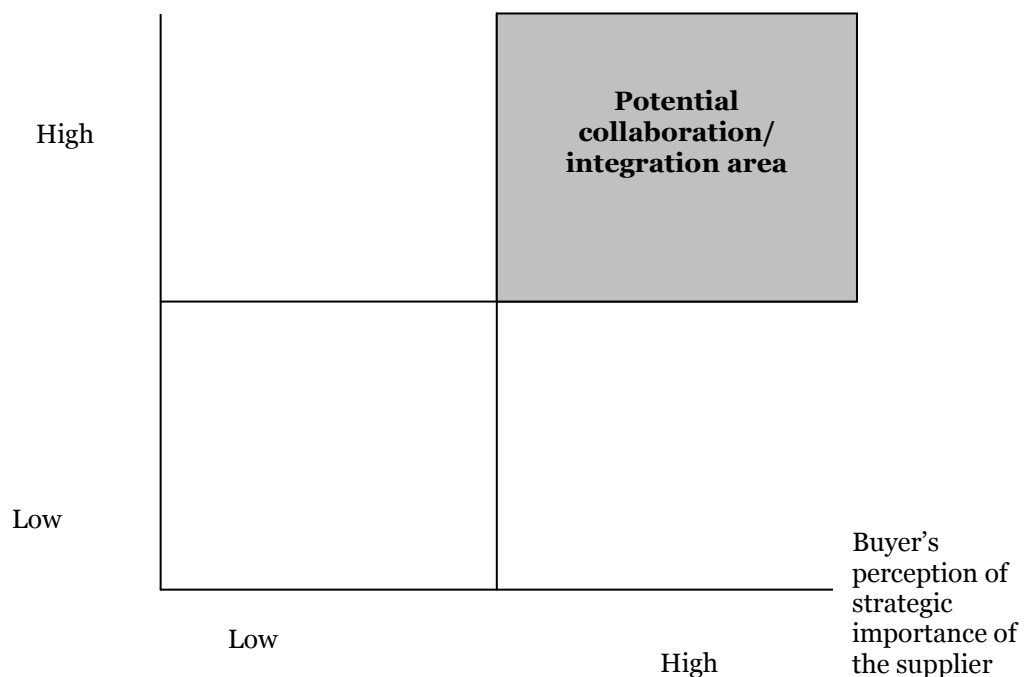 Potential
collaboration/
integration area
High
Low
Buyer’s
perception of
strategic
importance of
the supplier
Low
High